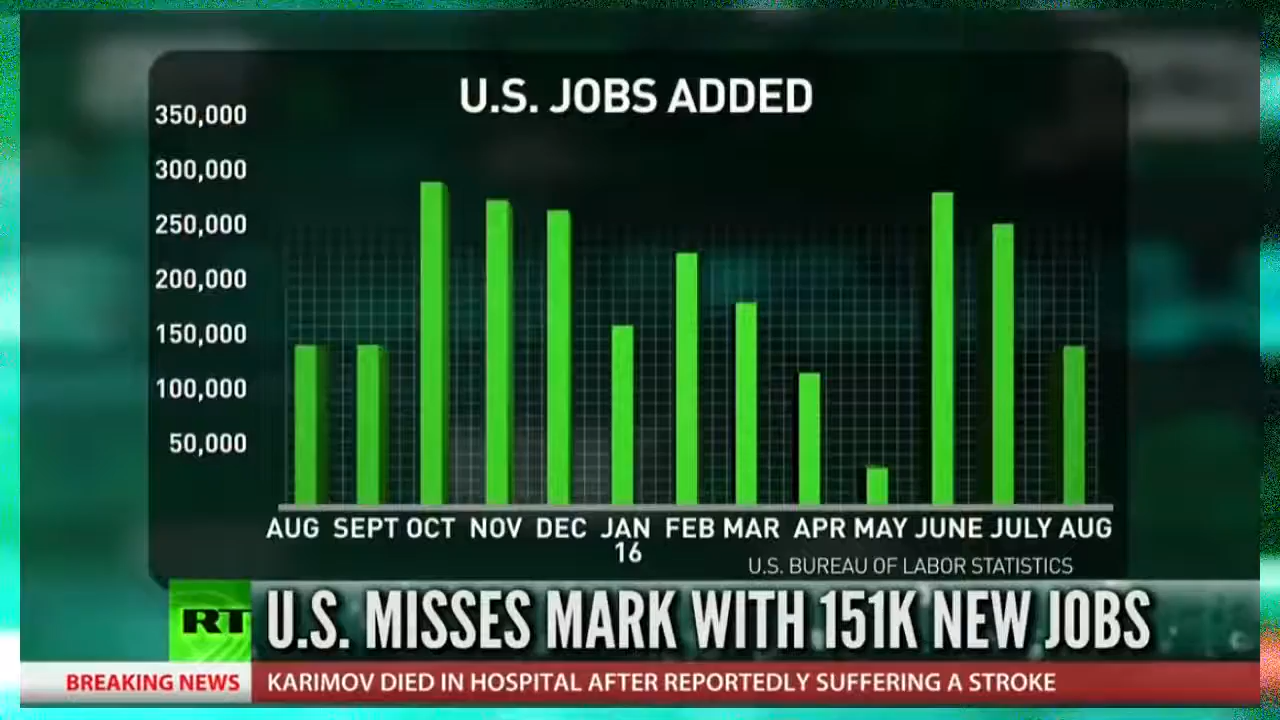 U.S. JOBS ADDED
350,000
300,000
250,000
200,000
150,000
100,000
50,000
AUG SEPT OCT NOV DEC JAN FEB MAR APR MAY JUNE JULY AUG
16
U.S. BUREAU OF LABOR STATISTICS
RT U.S. MISSES MARK WITH 151K NEW JOBS
BREAKING NEWS KARIMOV DIED IN HOSPITAL AFTER REPORTEDLY SUFFERING A STROKE